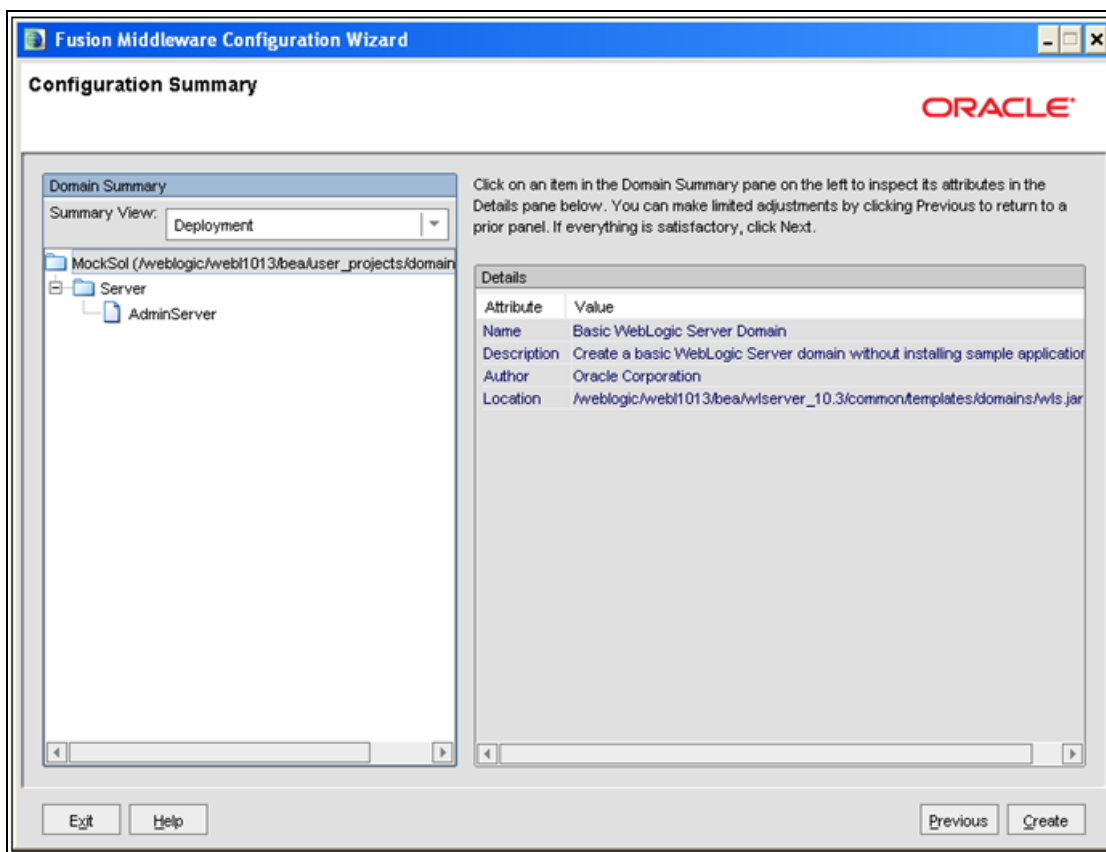 Fusion Middleware Configuration Wizard
Configuration Summary
ORACLE
Domain Summary
Summary View: Deployment
MockSol (/weblogic/webl1013/bea/user_projects/domain
Server
AdminServer
Click on an item in the Domain Summary pane on the left to inspect its attributes in the
Details pane below. You can make limited adjustments by clicking Previous to return to a
prior panel. If everything is satisfactory, click Next.
Details
Attribute Value
Name Basic WebLogic Server Domain
Description Create a basic WebLogic Server domain without installing sample application
Author Oracle Corporation
Location /weblogic/webl1013/bea/wlserver_10.3/common/templates/domains/wls.jar
Exit Help Previous Create